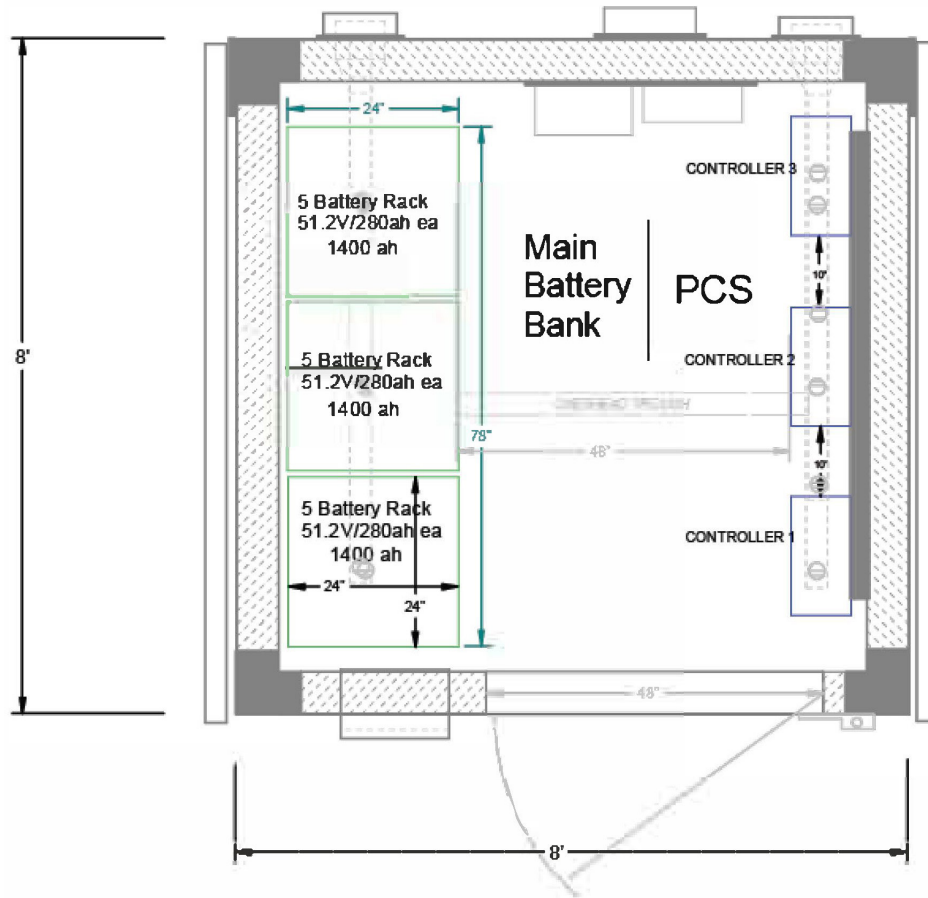 24"
5 Battery Rack
51.2V/280ah ea
1400 ah
CONTROLLER 3
Main
Battery
Bank
PCS
10"
8'
5 Battery Rack
51.2V/280ah ea
1400 ah
CONTROLLER 2
OVERHEAD TROUGH
78"
48"
10"
5 Battery Rack
51.2V/280ah ea
1400 ah
CONTROLLER 1
24"
24"
48"
8'